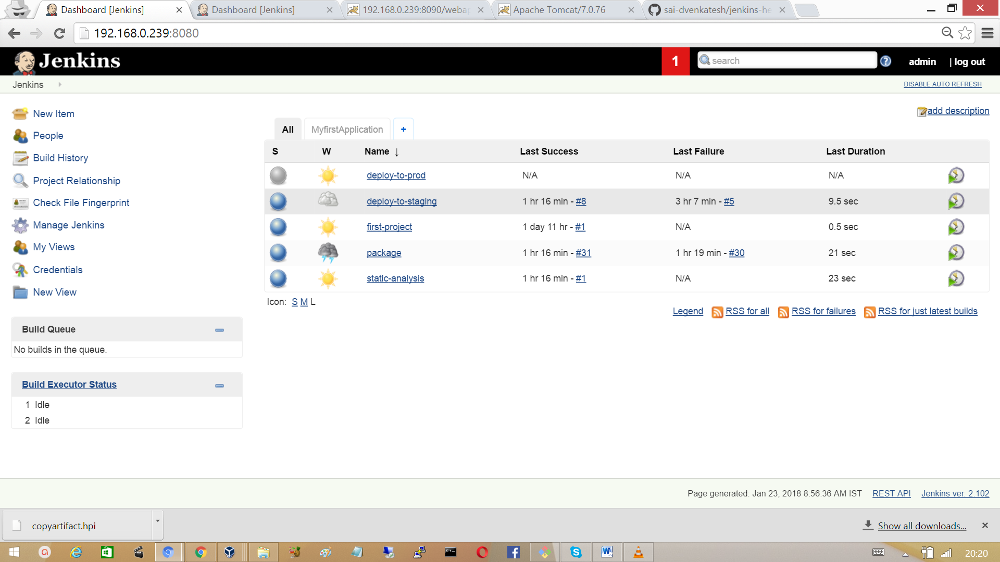 Dashboard [Jenkins]
Dashboard [Jenkins]
192.168.0.239:8090/webap
Apache Tomcat/7.0.76
sai-dvenkatesh/jenkins-he
192.168.0.239:8080
Jenkins
1
search
admin
| log out
Jenkins
DISABLE AUTO REFRESH
New Item
People
Build History
Project Relationship
Check File Fingerprint
Manage Jenkins
My Views
Credentials
New View
Build Queue
No builds in the queue.
Build Executor Status
1 Idle
2 Idle
add description
All MyfirstApplication +
S W Name ↓ Last Success Last Failure Last Duration
deploy-to-prod N/A N/A N/A
deploy-to-staging 1 hr 16 min - #8 3 hr 7 min - #5 9.5 sec
first-project 1 day 11 hr - #1 N/A 0.5 sec
package 1 hr 16 min - #31 1 hr 19 min - #30 21 sec
static-analysis 1 hr 16 min - #1 N/A 23 sec
Icon: S M L
Legend RSS for all RSS for failures RSS for just latest builds
Page generated: Jan 23, 2018 8:56:36 AM IST REST API Jenkins ver. 2.102
copyartifact.hpi
Show all downloads...
20:20